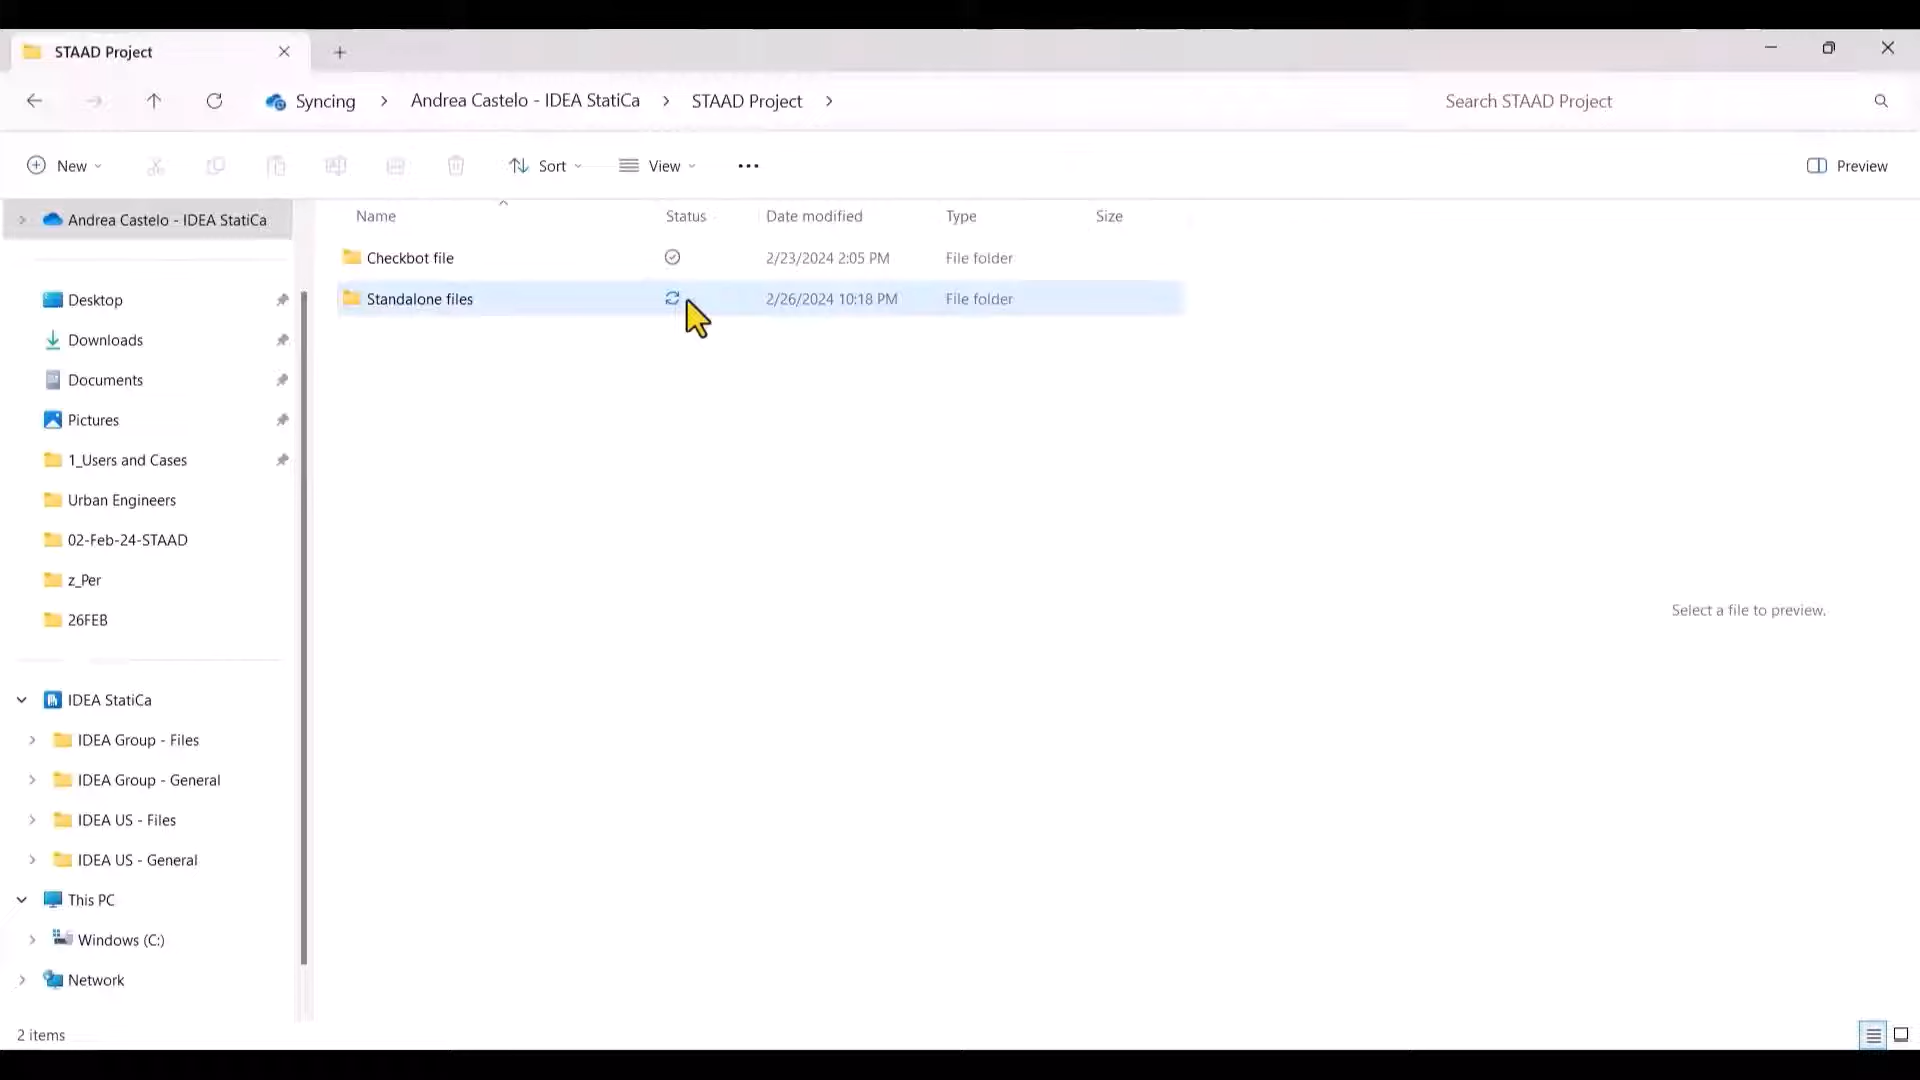 STAAD Project
Syncing > Andrea Castelo - IDEA StatiCa > STAAD Project >
Search STAAD Project
New
Sort
View
Preview
Andrea Castelo - IDEA StatiCa
Desktop
Downloads
Documents
Pictures
1_Users and Cases
Urban Engineers
02-Feb-24-STAAD
z_Per
26FEB
IDEA StatiCa
IDEA Group - Files
IDEA Group - General
IDEA US - Files
IDEA US - General
This PC
Windows (C:)
Network
Name Status Date modified Type Size
Checkbot file 2/23/2024 2:05 PM File folder
Standalone files 2/26/2024 10:18 PM File folder
Select a file to preview.
2 items